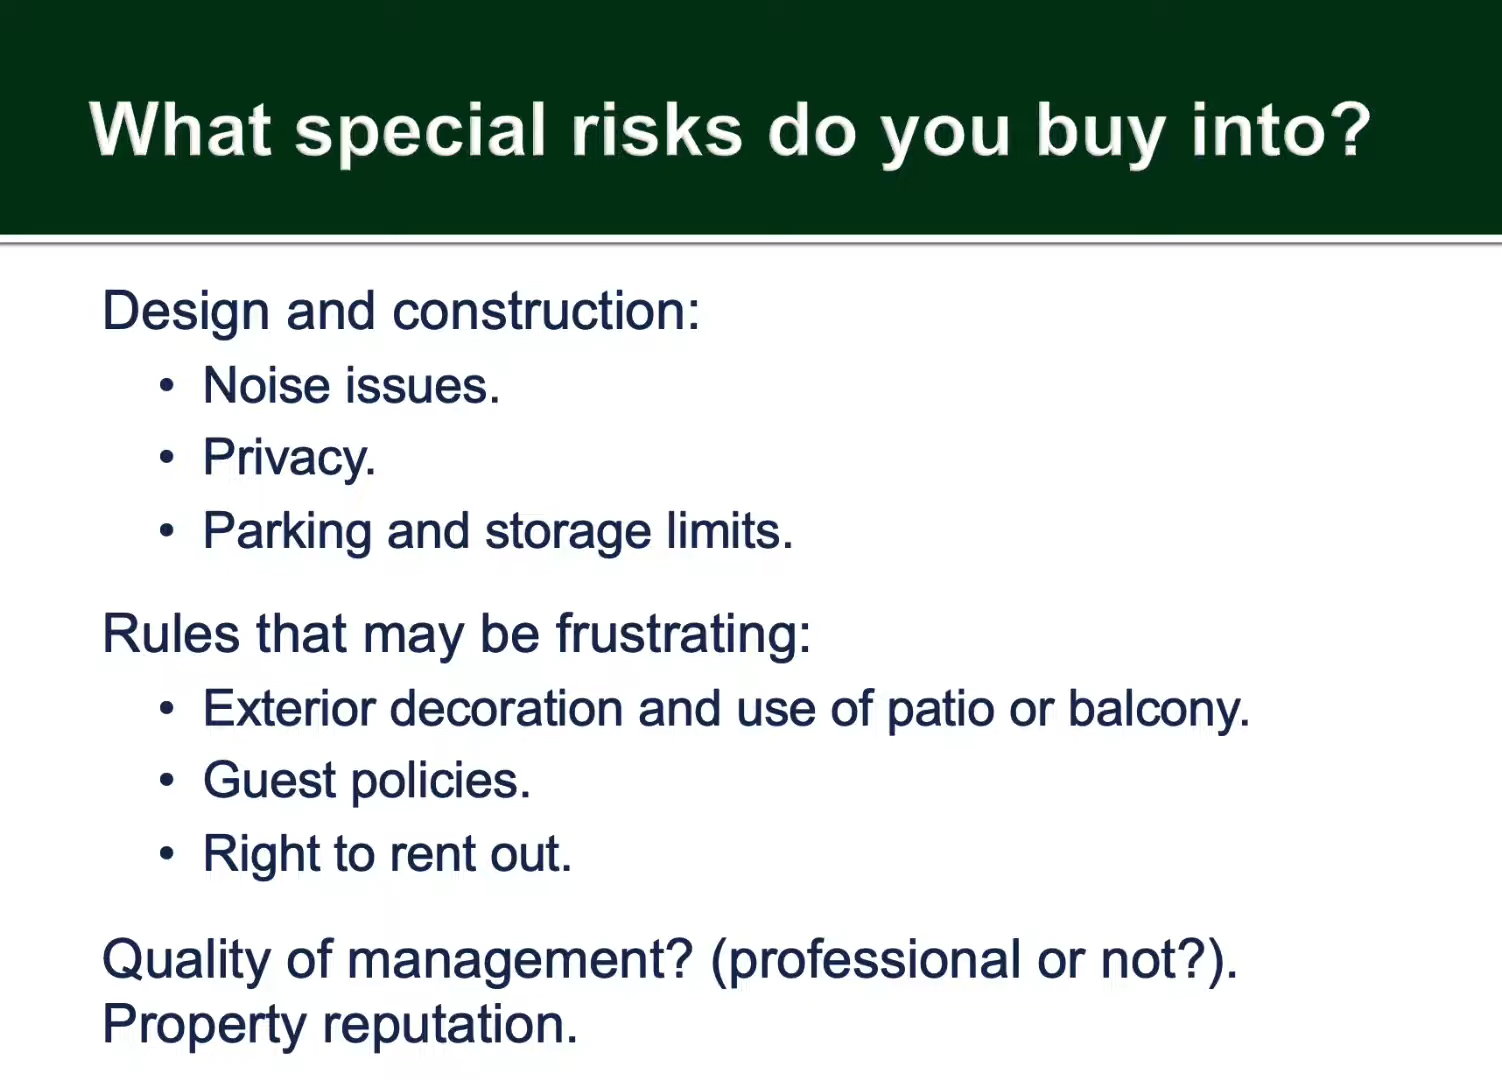 What special risks do you buy into?
Design and construction:
• Noise issues.
• Privacy.
• Parking and storage limits.
Rules that may be frustrating:
• Exterior decoration and use of patio or balcony.
• Guest policies.
• Right to rent out.
Quality of management? (professional or not?).
Property reputation.